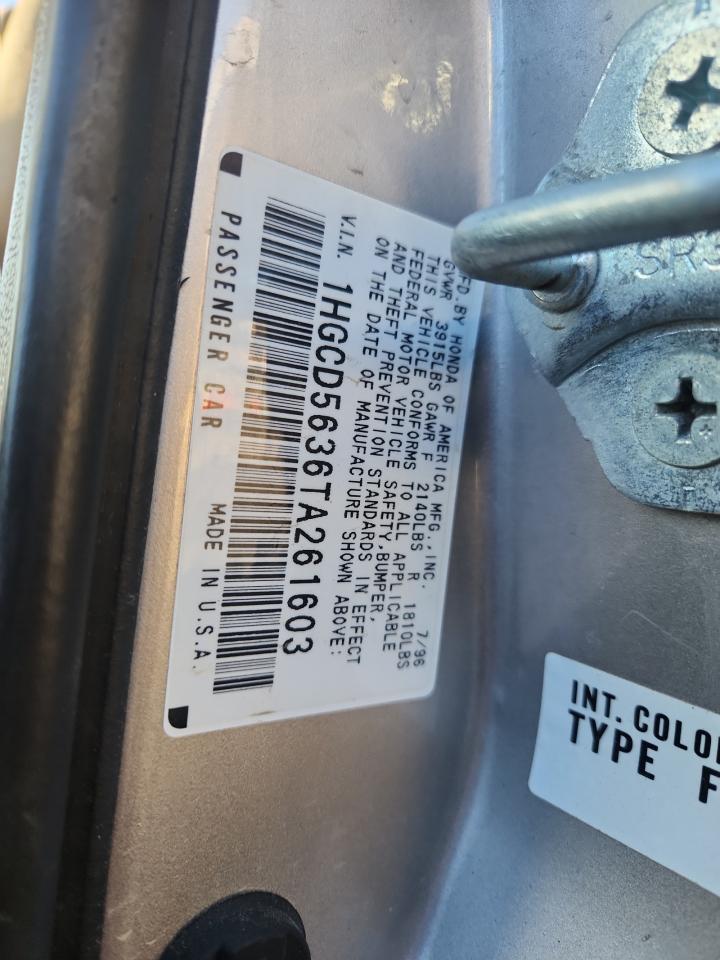 MFD. BY HONDA OF AMERICA MFG., INC. 7/96
GVWR 3915LBS GAWR F 2140LBS R 1810LBS
THIS VEHICLE CONFORMS TO ALL APPLICABLE
FEDERAL MOTOR VEHICLE SAFETY, BUMPER,
AND THEFT PREVENTION STANDARDS IN EFFECT
ON THE DATE OF MANUFACTURE SHOWN ABOVE:
V.I.N. 1HGCD5636TA261603
PASSENGER CAR MADE IN U.S.A.
INT. COLO
TYPE F